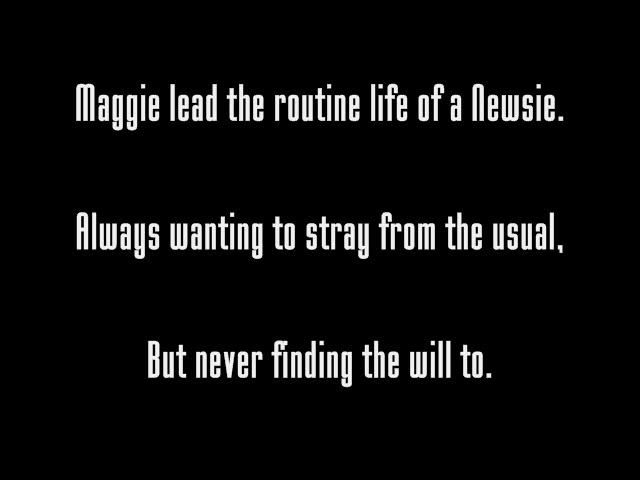 Maggie lead the routine life of a Newsie.
Always wanting to stray from the usual,
But never finding the will to.